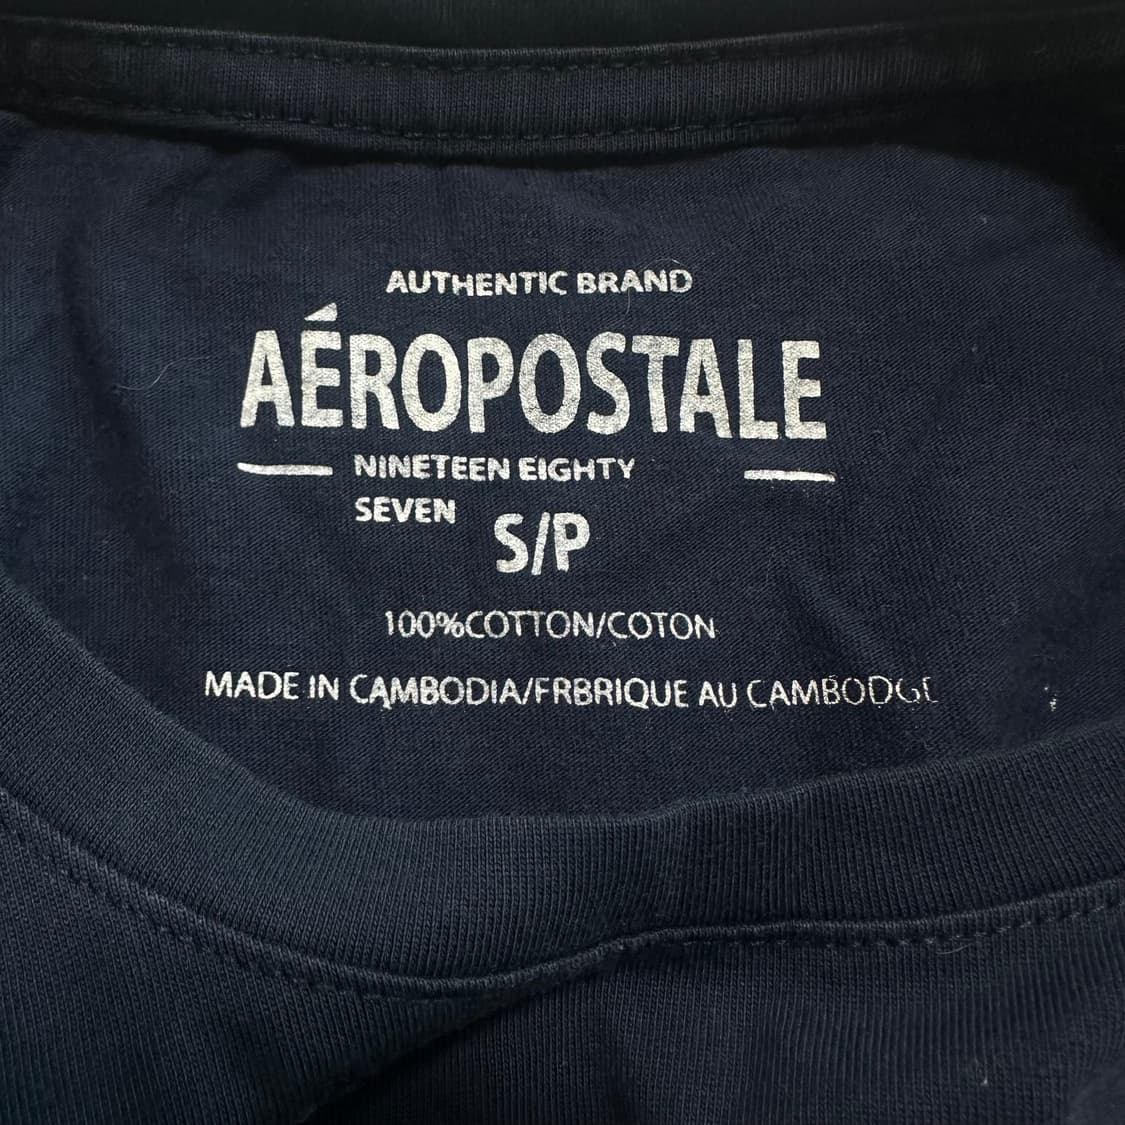 AUTHENTIC BRAND
AÉROPOSTALE
NINETEEN EIGHTY
SEVEN
S/P
100%COTTON/COTON
MADE IN CAMBODIA/FRBRIQUE AU CAMBODGE